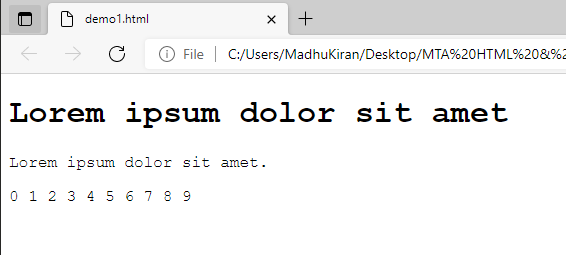 demo1.html
File | C:/Users/MadhuKiran/Desktop/MTA%20HTML%20&%2
Lorem ipsum dolor sit amet
Lorem ipsum dolor sit amet.
0 1 2 3 4 5 6 7 8 9